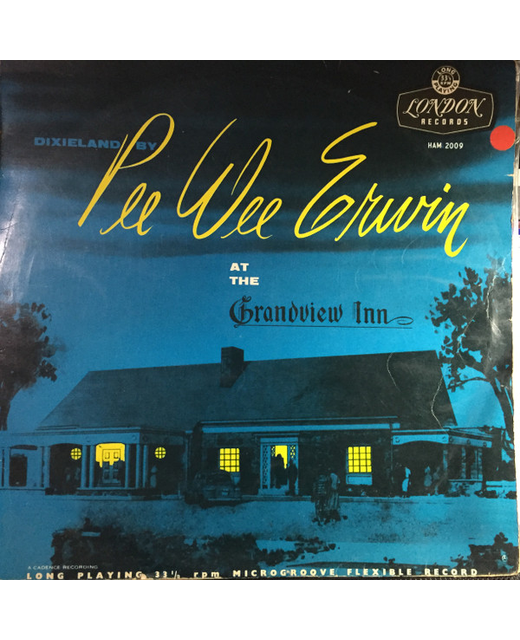 LONG
33⅓
RPM
PLAYING
LONDON
RECORDS
HAM·2009
DIXIELAND BY
Pee Wee Erwin
AT
THE
Grandview Inn
A CADENCE RECORDING
LONG PLAYING 33⅓ rpm MICROGROOVE FLEXIBLE RECORD